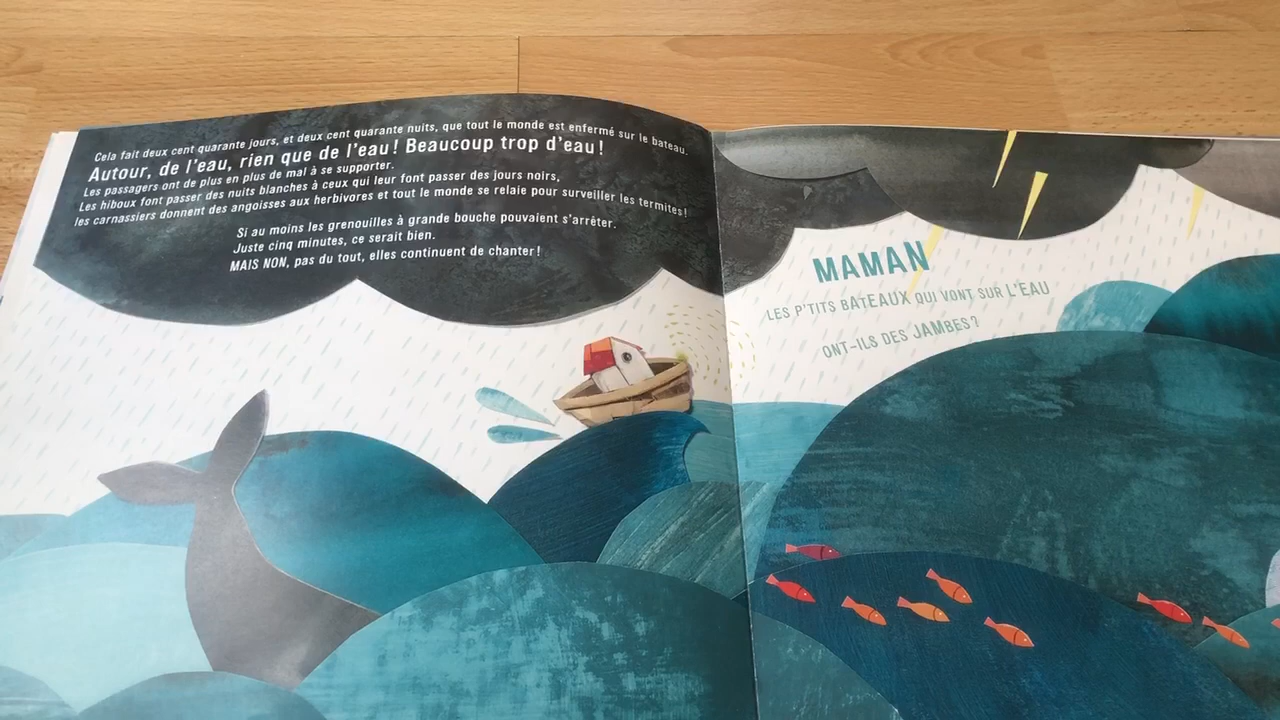 Cela fait deux cent quarante jours, et deux cent quarante nuits, que tout le monde est enfermé sur le bateau.
Autour, de l'eau, rien que de l'eau ! Beaucoup trop d'eau !
Les passagers ont de plus en plus de mal à se supporter.
Les hiboux font passer des nuits blanches à ceux qui leur font passer des jours noirs,
les carnassiers donnent des angoisses aux herbivores et tout le monde se relaie pour surveiller les termites !
Si au moins les grenouilles à grande bouche pouvaient s'arrêter.
Juste cinq minutes, ce serait bien.
MAIS NON, pas du tout, elles continuent de chanter !
MAMAN
LES P'TITS BATEAUX QUI VONT SUR L'EAU
ONT-ILS DES JAMBES ?